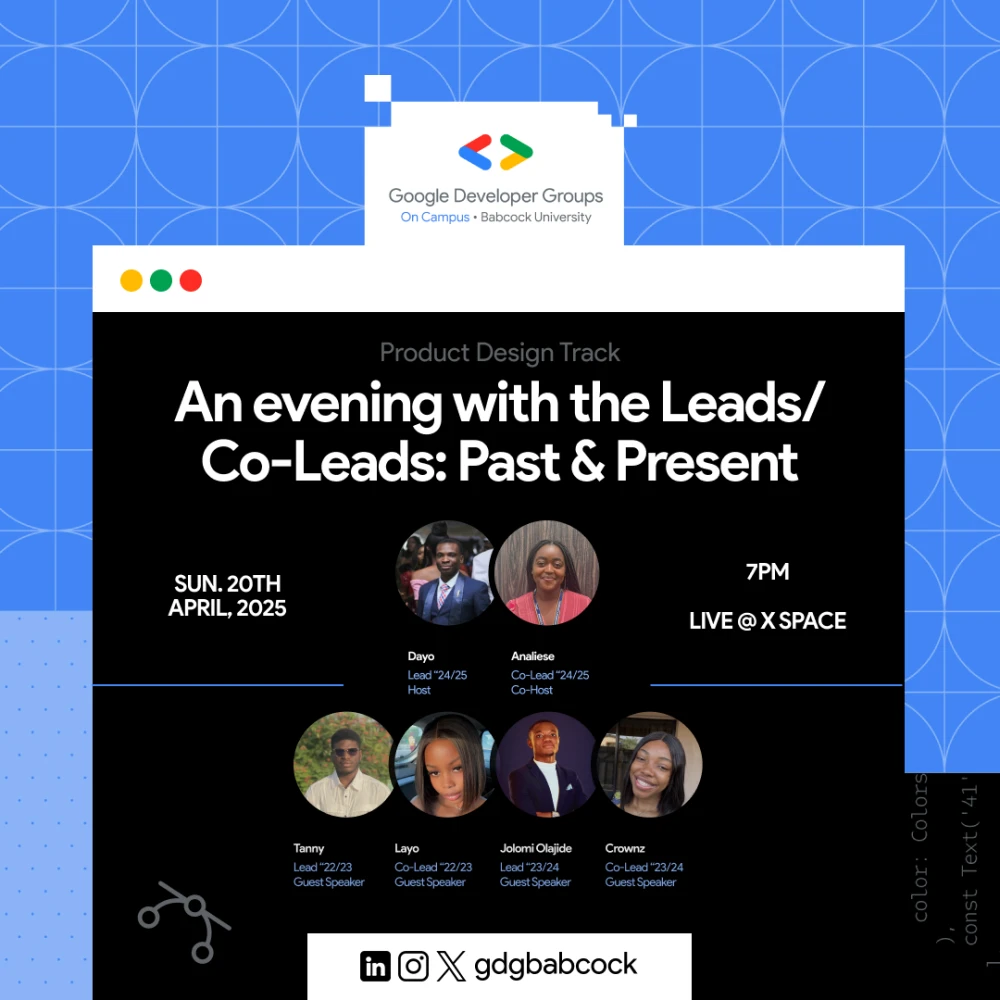 Google Developer Groups
On Campus • Babcock University
Product Design Track
An evening with the Leads/
Co-Leads: Past & Present
SUN. 20TH
APRIL, 2025
7PM
LIVE @ X SPACE
Dayo
Lead "24/25
Host
Analiese
Co-Lead "24/25
Co-Host
Tanny
Lead "22/23
Guest Speaker
Layo
Co-Lead "22/23
Guest Speaker
Jolomi Olajide
Lead "23/24
Guest Speaker
Crownz
Co-Lead "23/24
Guest Speaker
color: Colors
),
const Text('41'
]
in X gdgbabcock